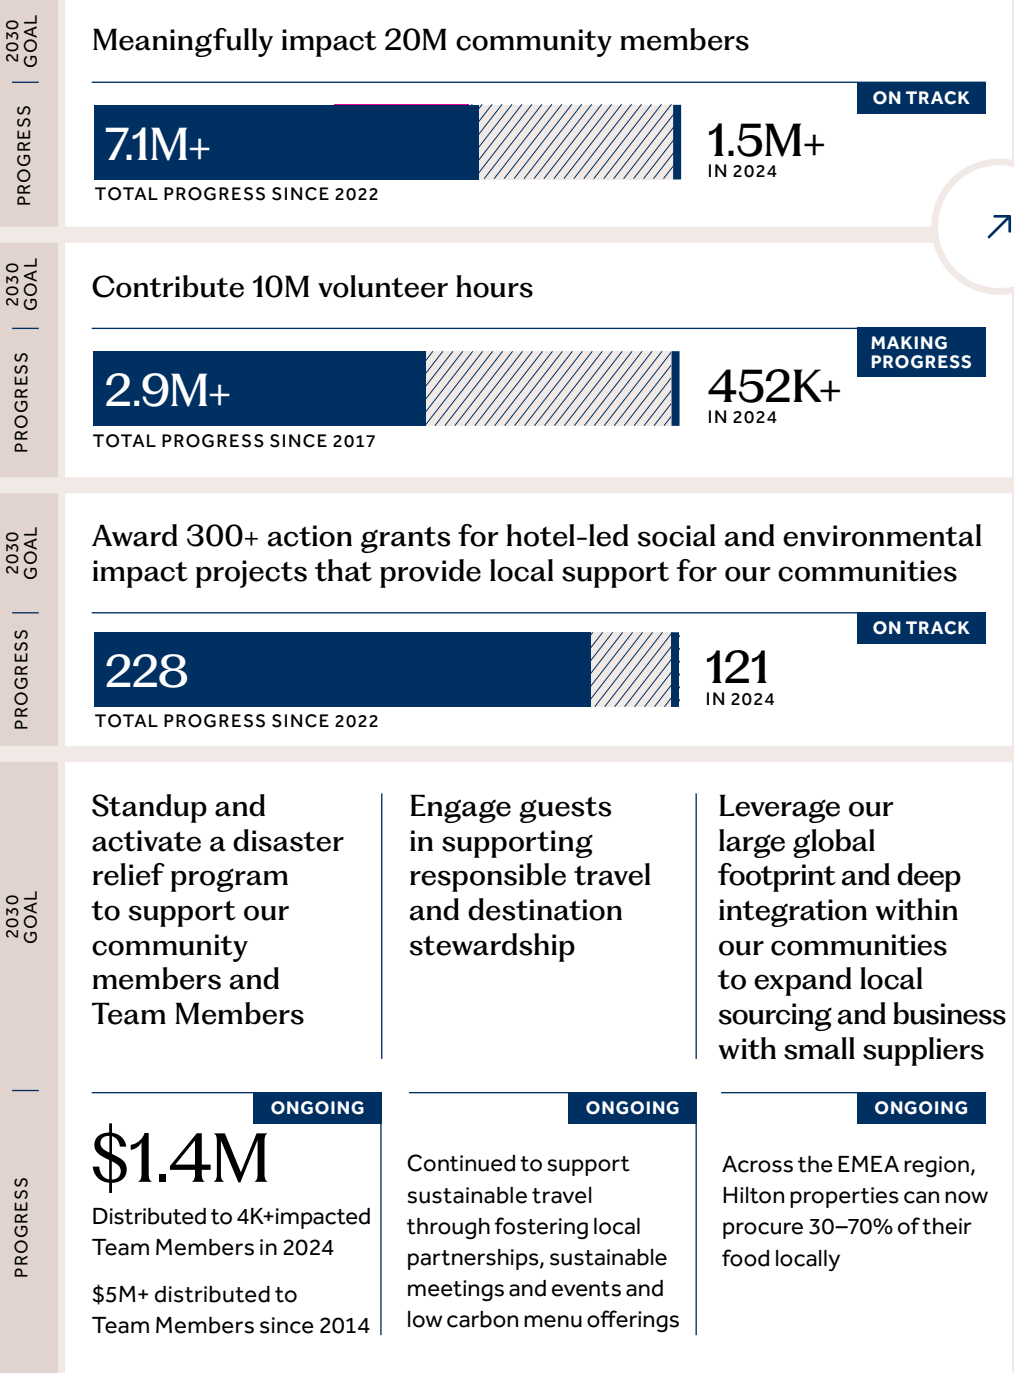 2030
GOAL
Meaningfully impact 20M community members
PROGRESS
ON TRACK
7.1M+
1.5M+
IN 2024
TOTAL PROGRESS SINCE 2022
2030
GOAL
Contribute 10M volunteer hours
PROGRESS
MAKING
PROGRESS
2.9M+
452K+
IN 2024
TOTAL PROGRESS SINCE 2017
2030
GOAL
Award 300+ action grants for hotel-led social and environmental
impact projects that provide local support for our communities
PROGRESS
ON TRACK
228
121
IN 2024
TOTAL PROGRESS SINCE 2022
2030
GOAL
Standup and
activate a disaster
relief program
to support our
community
members and
Team Members
Engage guests
in supporting
responsible travel
and destination
stewardship
Leverage our
large global
footprint and deep
integration within
our communities
to expand local
sourcing and business
with small suppliers
PROGRESS
ONGOING
$1.4M
Distributed to 4K+impacted
Team Members in 2024
$5M+ distributed to
Team Members since 2014
ONGOING
Continued to support
sustainable travel
through fostering local
partnerships, sustainable
meetings and events and
low carbon menu offerings
ONGOING
Across the EMEA region,
Hilton properties can now
procure 30–70% of their
food locally